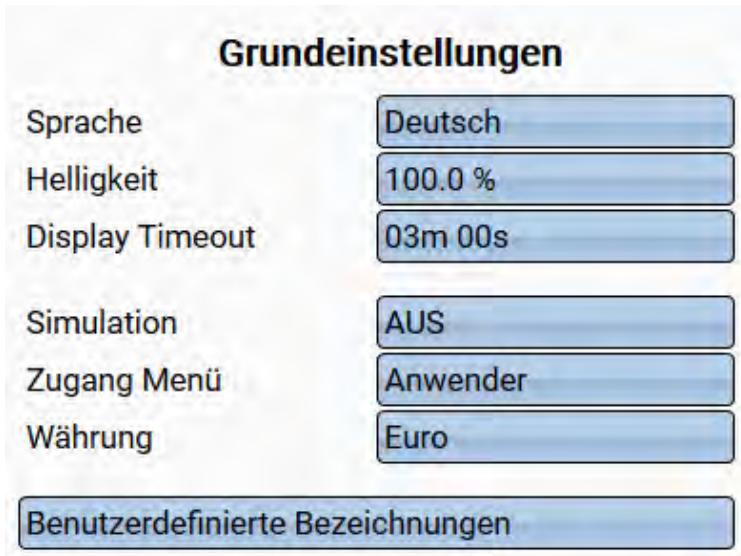 Grundeinstellungen
Sprache Deutsch
Helligkeit 100.0 %
Display Timeout 03m 00s
Simulation AUS
Zugang Menü Anwender
Währung Euro
Benutzerdefinierte Bezeichnungen